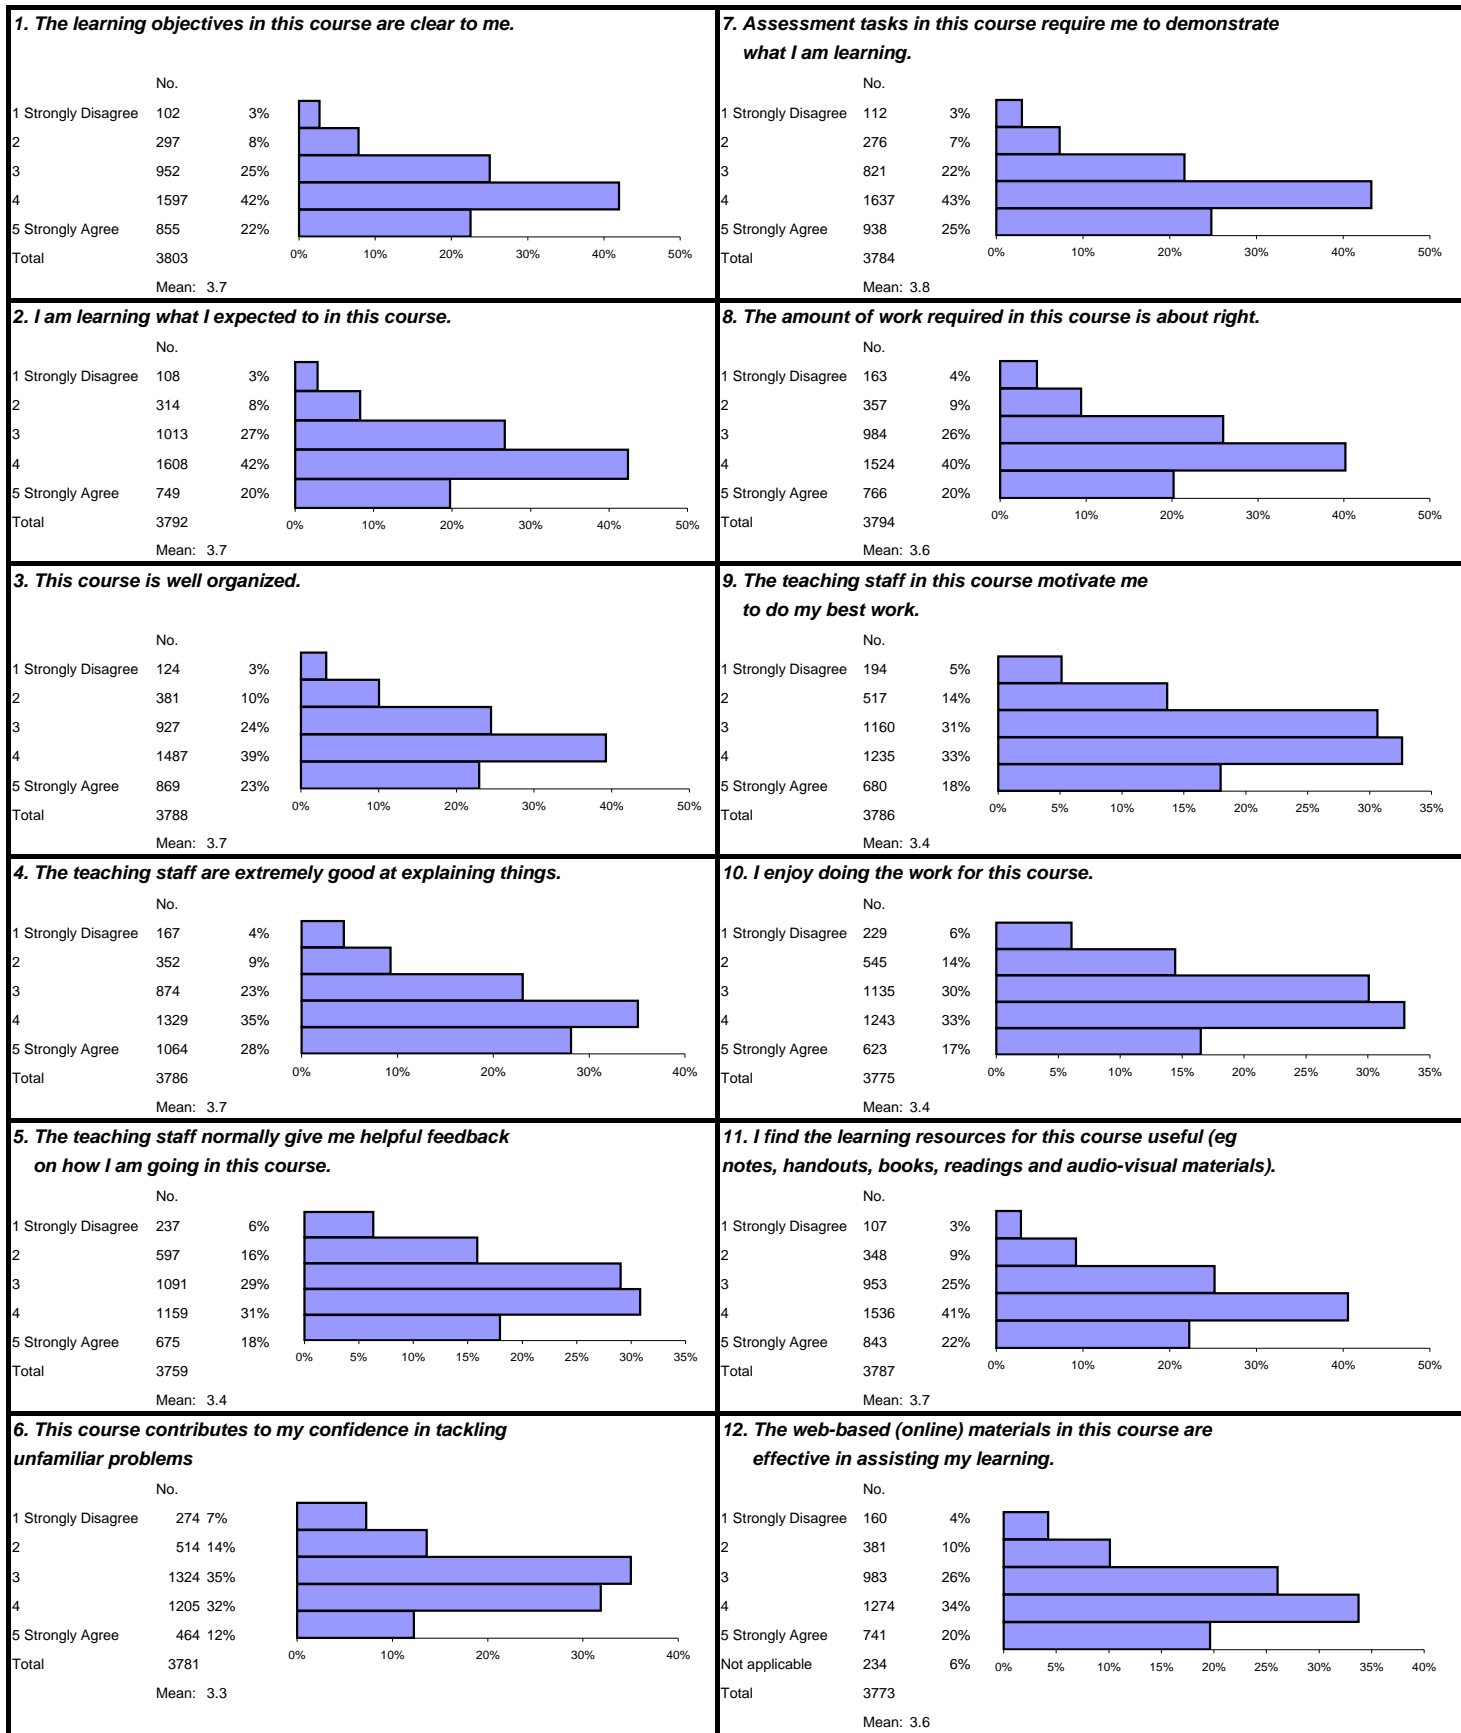 1. The learning objectives in this course are clear to me.
No.
1 Strongly Disagree 102 3%
2 297 8%
3 952 25%
4 1597 42%
5 Strongly Agree 855 22%
0% 10% 20% 30% 40% 50%
Total 3803
Mean: 3.7
2. I am learning what I expected to in this course.
No.
1 Strongly Disagree 108 3%
2 314 8%
3 1013 27%
4 1608 42%
5 Strongly Agree 749 20%
Total 3792
0% 10% 20% 30% 40% 50%
Mean: 3.7
3. This course is well organized.
No.
1 Strongly Disagree 124 3%
2 381 10%
3 927 24%
4 1487 39%
5 Strongly Agree 869 23%
0% 10% 20% 30% 40% 50%
Total 3788
Mean: 3.7
4. The teaching staff are extremely good at explaining things.
No.
1 Strongly Disagree 167 4%
2 352 9%
3 874 23%
4 1329 35%
5 Strongly Agree 1064 28%
0% 10% 20% 30% 40%
Total 3786
Mean: 3.7
5. The teaching staff normally give me helpful feedback
on how I am going in this course.
No.
1 Strongly Disagree 237 6%
2 597 16%
3 1091 29%
4 1159 31%
5 Strongly Agree 675 18%
0% 5% 10% 15% 20% 25% 30% 35%
Total 3759
Mean: 3.4
6. This course contributes to my confidence in tackling
unfamiliar problems
No.
1 Strongly Disagree 274 7%
2 514 14%
3 1324 35%
4 1205 32%
5 Strongly Agree 464 12%
0% 10% 20% 30% 40%
Total 3781
Mean: 3.3
7. Assessment tasks in this course require me to demonstrate
what I am learning.
No.
1 Strongly Disagree 112 3%
2 276 7%
3 821 22%
4 1637 43%
5 Strongly Agree 938 25%
0% 10% 20% 30% 40% 50%
Total 3784
Mean: 3.8
8. The amount of work required in this course is about right.
No.
1 Strongly Disagree 163 4%
2 357 9%
3 984 26%
4 1524 40%
5 Strongly Agree 766 20%
0% 10% 20% 30% 40% 50%
Total 3794
Mean: 3.6
9. The teaching staff in this course motivate me
to do my best work.
No.
1 Strongly Disagree 194 5%
2 517 14%
3 1160 31%
4 1235 33%
5 Strongly Agree 680 18%
0% 5% 10% 15% 20% 25% 30% 35%
Total 3786
Mean: 3.4
10. I enjoy doing the work for this course.
No.
1 Strongly Disagree 229 6%
2 545 14%
3 1135 30%
4 1243 33%
5 Strongly Agree 623 17%
0% 5% 10% 15% 20% 25% 30% 35%
Total 3775
Mean: 3.4
11. I find the learning resources for this course useful (eg
notes, handouts, books, readings and audio-visual materials).
No.
1 Strongly Disagree 107 3%
2 348 9%
3 953 25%
4 1536 41%
5 Strongly Agree 843 22%
0% 10% 20% 30% 40% 50%
Total 3787
Mean: 3.7
12. The web-based (online) materials in this course are
effective in assisting my learning.
No.
1 Strongly Disagree 160 4%
2 381 10%
3 983 26%
4 1274 34%
5 Strongly Agree 741 20%
Not applicable 234 6%
0% 5% 10% 15% 20% 25% 30% 35% 40%
Total 3773
Mean: 3.6